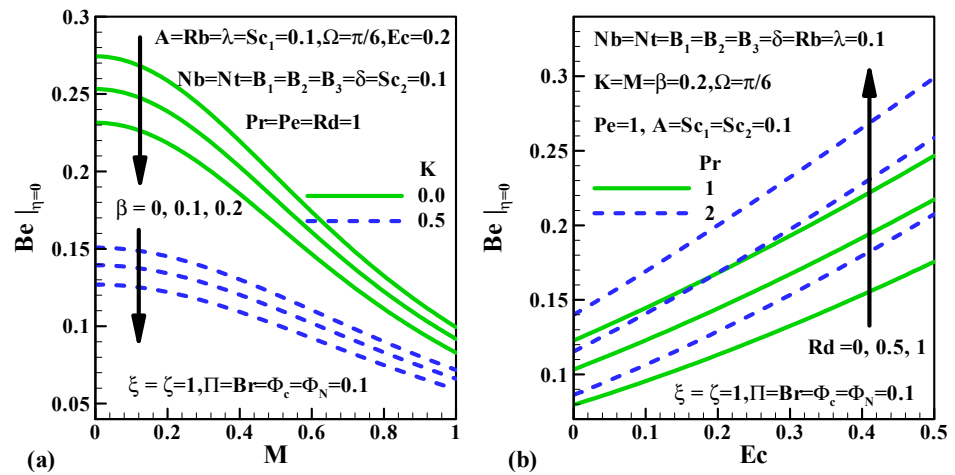 0.3
0.25
0.2
0.15
0.1
0.05
Be |η=0
A=Rb=λ=Sc₁=0.1,Ω=π/6,Ec=0.2
Nb=Nt=B₁=B₂=B₃=δ=Sc₂=0.1
Pr=Pe=Rd=1
K
0.0
0.5
β = 0, 0.1, 0.2
ξ = ζ=1,Π=Br=Φc=ΦN=0.1
0 0.2 0.4 0.6 0.8 1
(a) M
0.3
0.25
0.2
0.15
0.1
Be |η=0
Nb=Nt=B₁=B₂=B₃=δ=Rb=λ=0.1
K=M=β=0.2,Ω=π/6
Pe=1, A=Sc₁=Sc₂=0.1
Pr
1
2
Rd =0, 0.5, 1
ξ = ζ=1,Π=Br=Φc=ΦN=0.1
0 0.1 0.2 0.3 0.4 0.5
(b) Ec